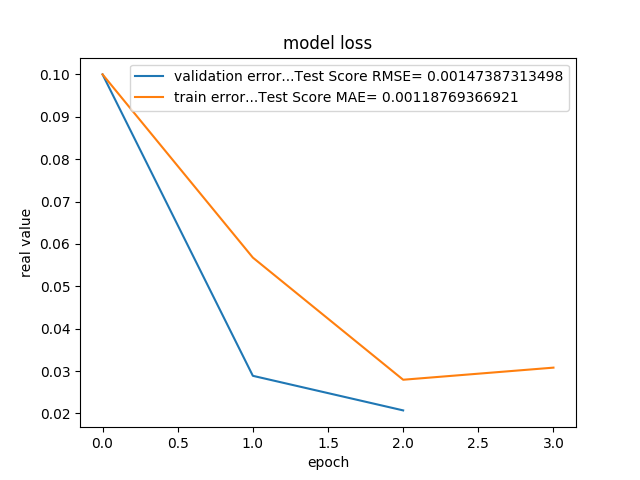 model loss
validation error...Test Score RMSE= 0.00147387313498
train error...Test Score MAE= 0.00118769366921
real value
0.10
0.09
0.08
0.07
0.06
0.05
0.04
0.03
0.02
0.0 0.5 1.0 1.5 2.0 2.5 3.0
epoch